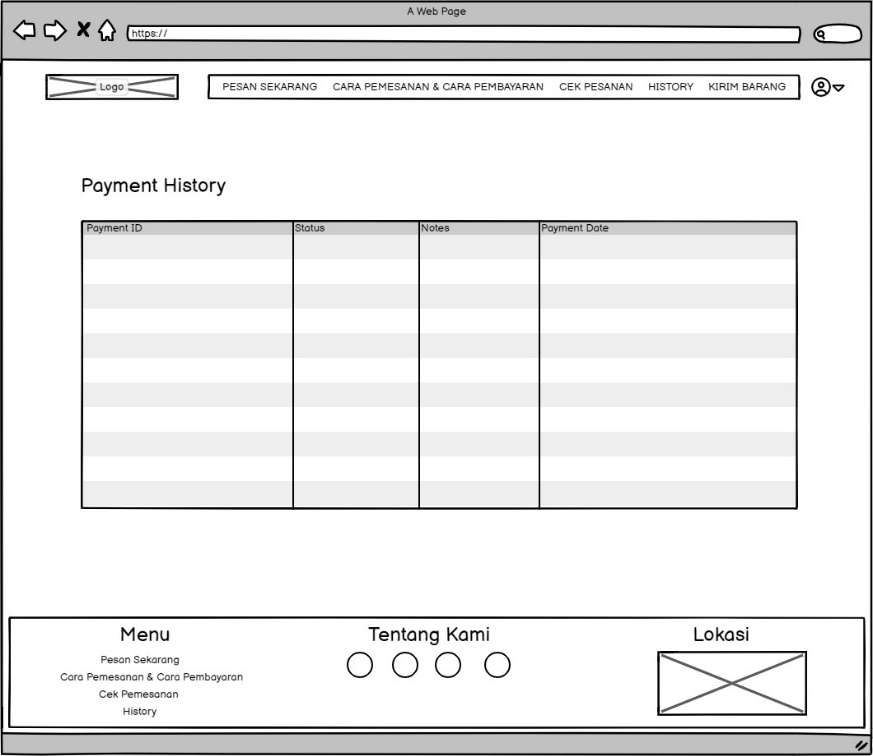 A Web Page
https://
Logo
PESAN SEKARANG CARA PEMESANAN & CARA PEMBAYARAN CEK PESANAN HISTORY KIRIM BARANG
Payment History
Payment ID Status Notes Payment Date
Menu
Pesan Sekarang
Cara Pemesanan & Cara Pembayaran
Cek Pemesanan
History
Tentang Kami
Lokasi